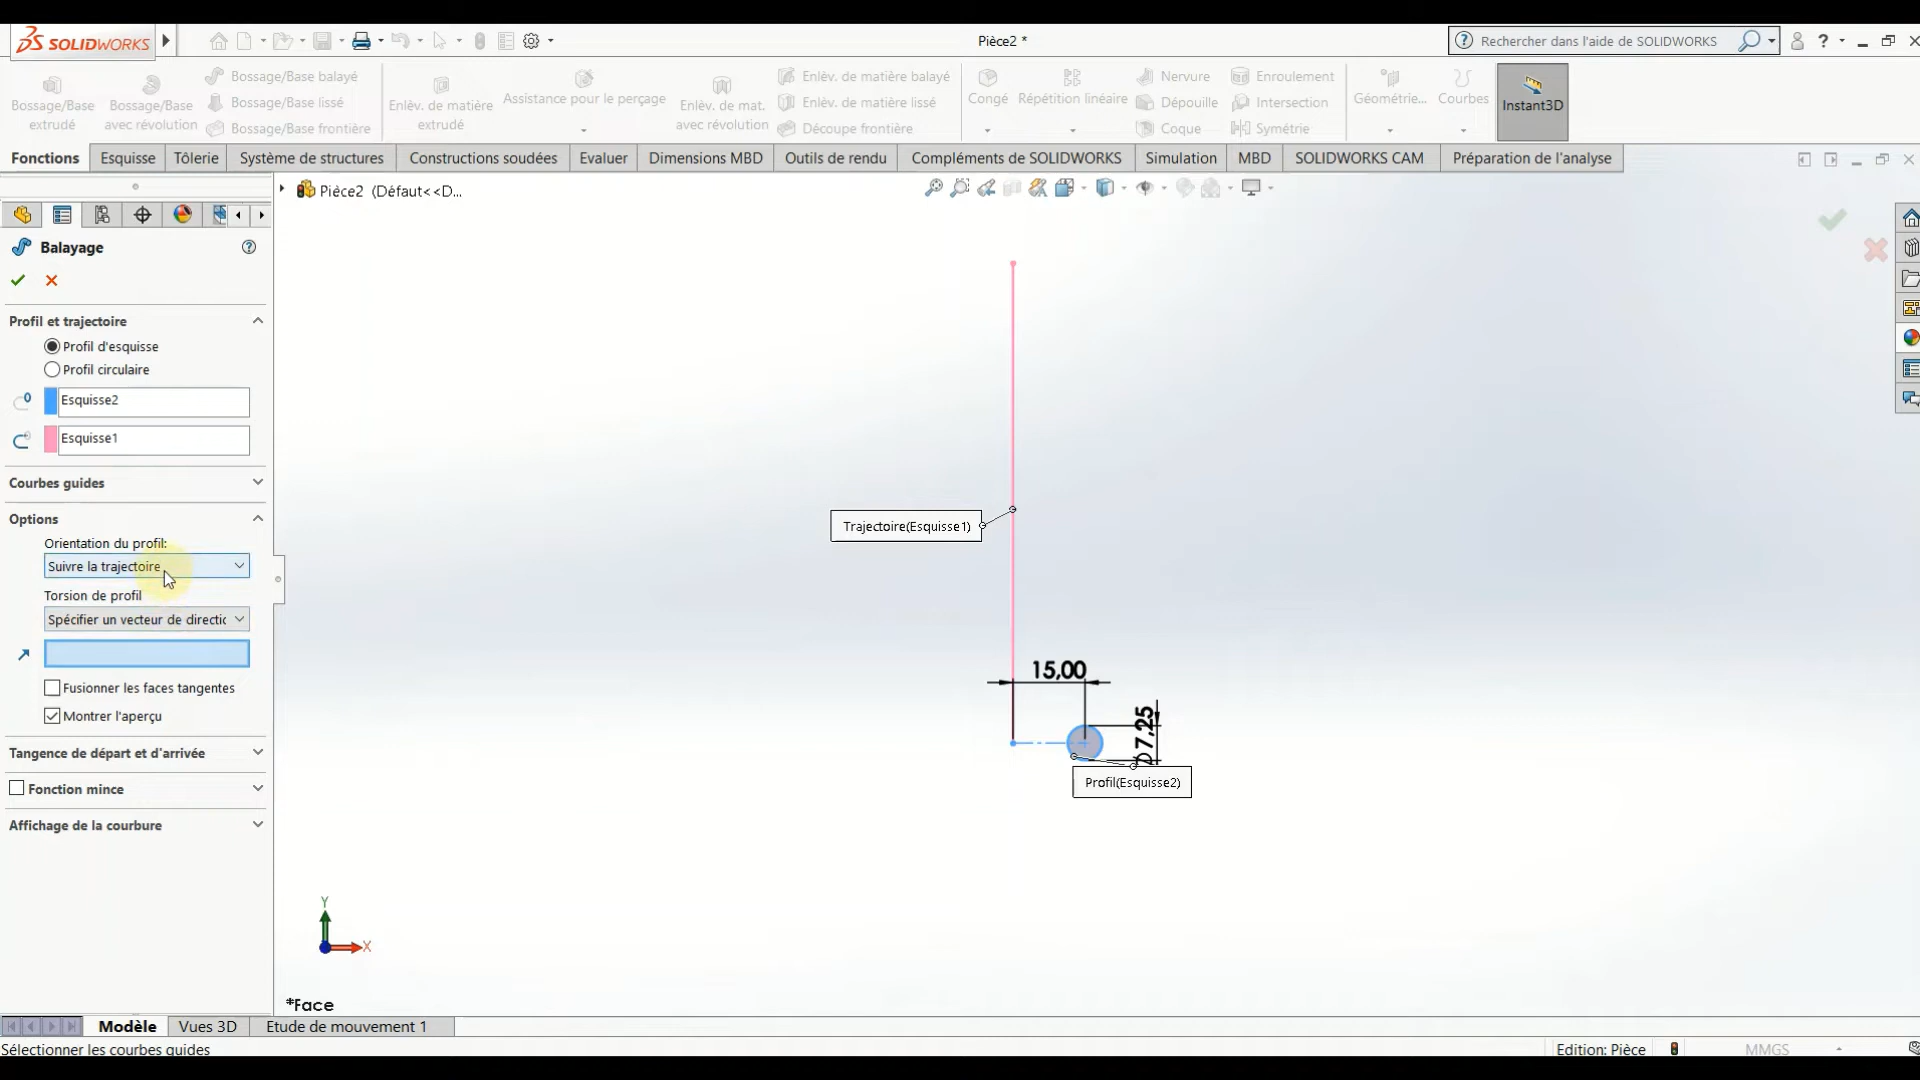 SOLIDWORKS
Pièce2 *
Rechercher dans l'aide de SOLIDWORKS
Bossage/Base extrudé
Bossage/Base avec révolution
Bossage/Base balayé
Bossage/Base lissé
Bossage/Base frontière
Enlèv. de matière extrudé
Assistance pour le perçage
Enlèv. de mat. avec révolution
Enlèv. de matière balayé
Enlèv. de matière lissé
Découpe frontière
Congé
Répétition linéaire
Nervure
Dépouille
Coque
Enroulement
Intersection
Symétrie
Géométrie...
Courbes
Instant3D
Fonctions
Esquisse
Tôlerie
Système de structures
Constructions soudées
Evaluer
Dimensions MBD
Outils de rendu
Compléments de SOLIDWORKS
Simulation
MBD
SOLIDWORKS CAM
Préparation de l'analyse
Pièce2 (Défaut<<D...
Balayage
Profil et trajectoire
Profil d'esquisse
Profil circulaire
Esquisse2
Esquisse1
Courbes guides
Options
Orientation du profil:
Suivre la trajectoire
Torsion de profil
Spécifier un vecteur de directic
Fusionner les faces tangentes
Montrer l'aperçu
Tangence de départ et d'arrivée
Fonction mince
Affichage de la courbure
Trajectoire(Esquisse1)
15,00
7,25
Profil(Esquisse2)
Y
X
*Face
Modèle
Vues 3D
Etude de mouvement 1
Sélectionner les courbes guides
Edition: Pièce
MMGS